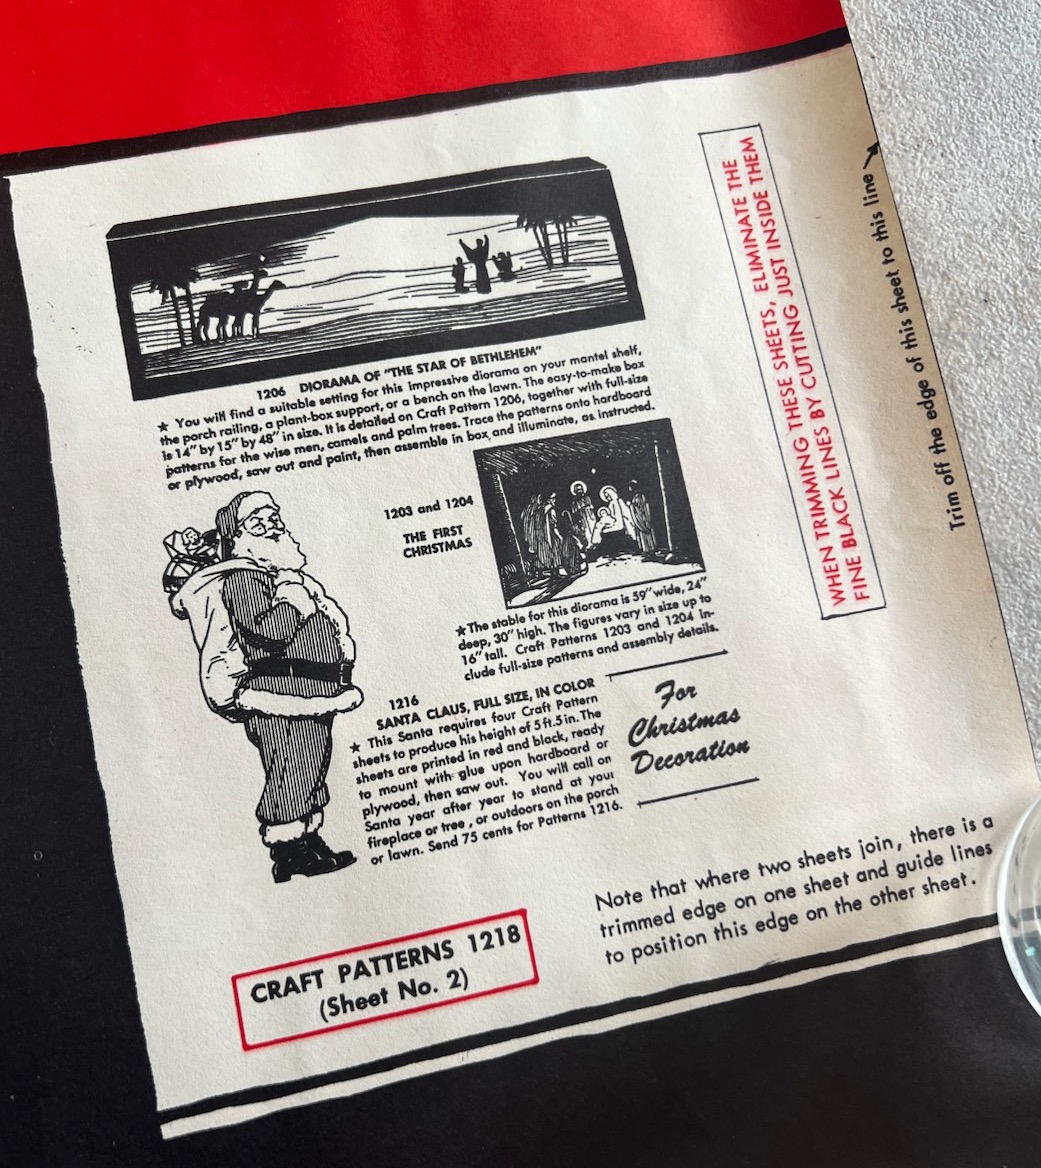 1206 DIORAMA OF "THE STAR OF BETHLEHEM"
★ You will find a suitable setting for this impressive diorama on your mantel shelf,
the porch railing, a plant-box support, or a bench on the lawn. The easy-to-make box
is 14" by 15" by 48" in size. It is detailed on Craft Pattern 1206, together with full-size
patterns for the wise men, camels and palm trees. Trace the patterns onto hardboard
or plywood, saw out and paint, then assemble in box and illuminate, as instructed.
1203 and 1204
THE FIRST
CHRISTMAS
★ The stable for this diorama is 59" wide, 24"
deep, 30" high. The figures vary in size up to
16" tall. Craft Patterns 1203 and 1204 in-
clude full-size patterns and assembly details.
1216
SANTA CLAUS, FULL SIZE, IN COLOR
★ This Santa requires four Craft Pattern
sheets to produce his height of 5 ft. 5 in. The
sheets are printed in red and black, ready
to mount with glue upon hardboard or
plywood, then saw out. You will call on
Santa year after year to stand at your
fireplace or tree, or outdoors on the porch
or lawn. Send 75 cents for Patterns 1216.
For
Christmas
Decoration
WHEN TRIMMING THESE SHEETS, ELIMINATE THE
FINE BLACK LINES BY CUTTING JUST INSIDE THEM
Trim off the edge of this sheet to this line
Note that where two sheets join, there is a
trimmed edge on one sheet and guide lines
to position this edge on the other sheet.
CRAFT PATTERNS 1218
(Sheet No. 2)